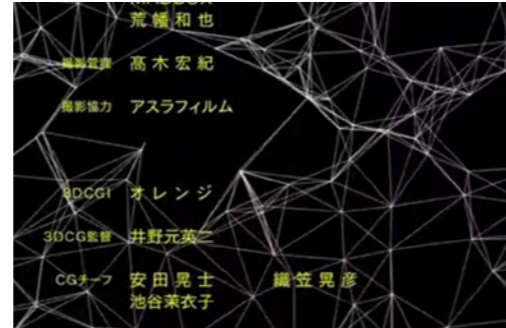 荒幡和也
撮影管理 髙木宏紀
撮影協力 アスラフィルム
3DCGI オレンジ
3DCG監督 井野元英二
CGチーフ 安田晃士 織笠晃彦
池谷茉衣子